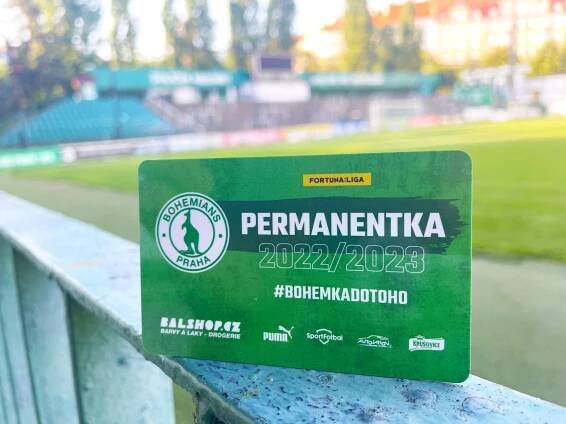 FORTUNA:LIGA
BOHEMIANS
PRAHA
PERMANENTKA
2022/2023
#BOHEMKADOTOHO
BALSHOP.CZ
BARVY A LAKY - DROGERIE
PUMA
SportFotbal
KRUŠOVICE